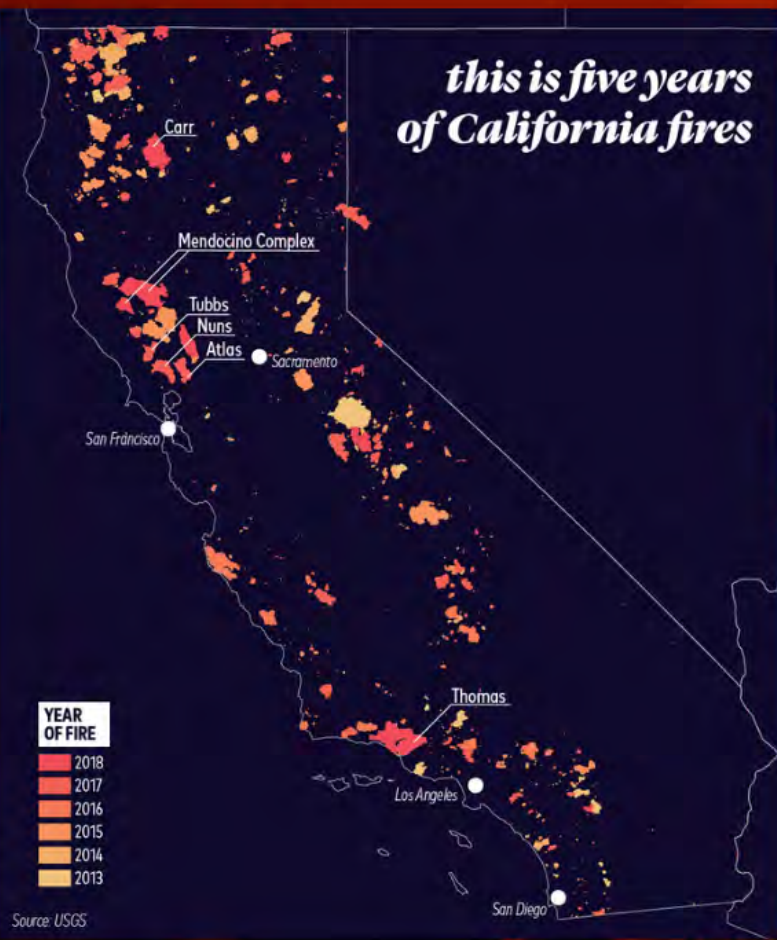 this is five years
of California fires
Carr
Mendocino Complex
Tubbs
Nuns
Atlas
Sacramento
San Francisco
Thomas
YEAR
OF FIRE
2018
2017
2016
2015
2014
2013
Los Angeles
San Diego
Source: USGS